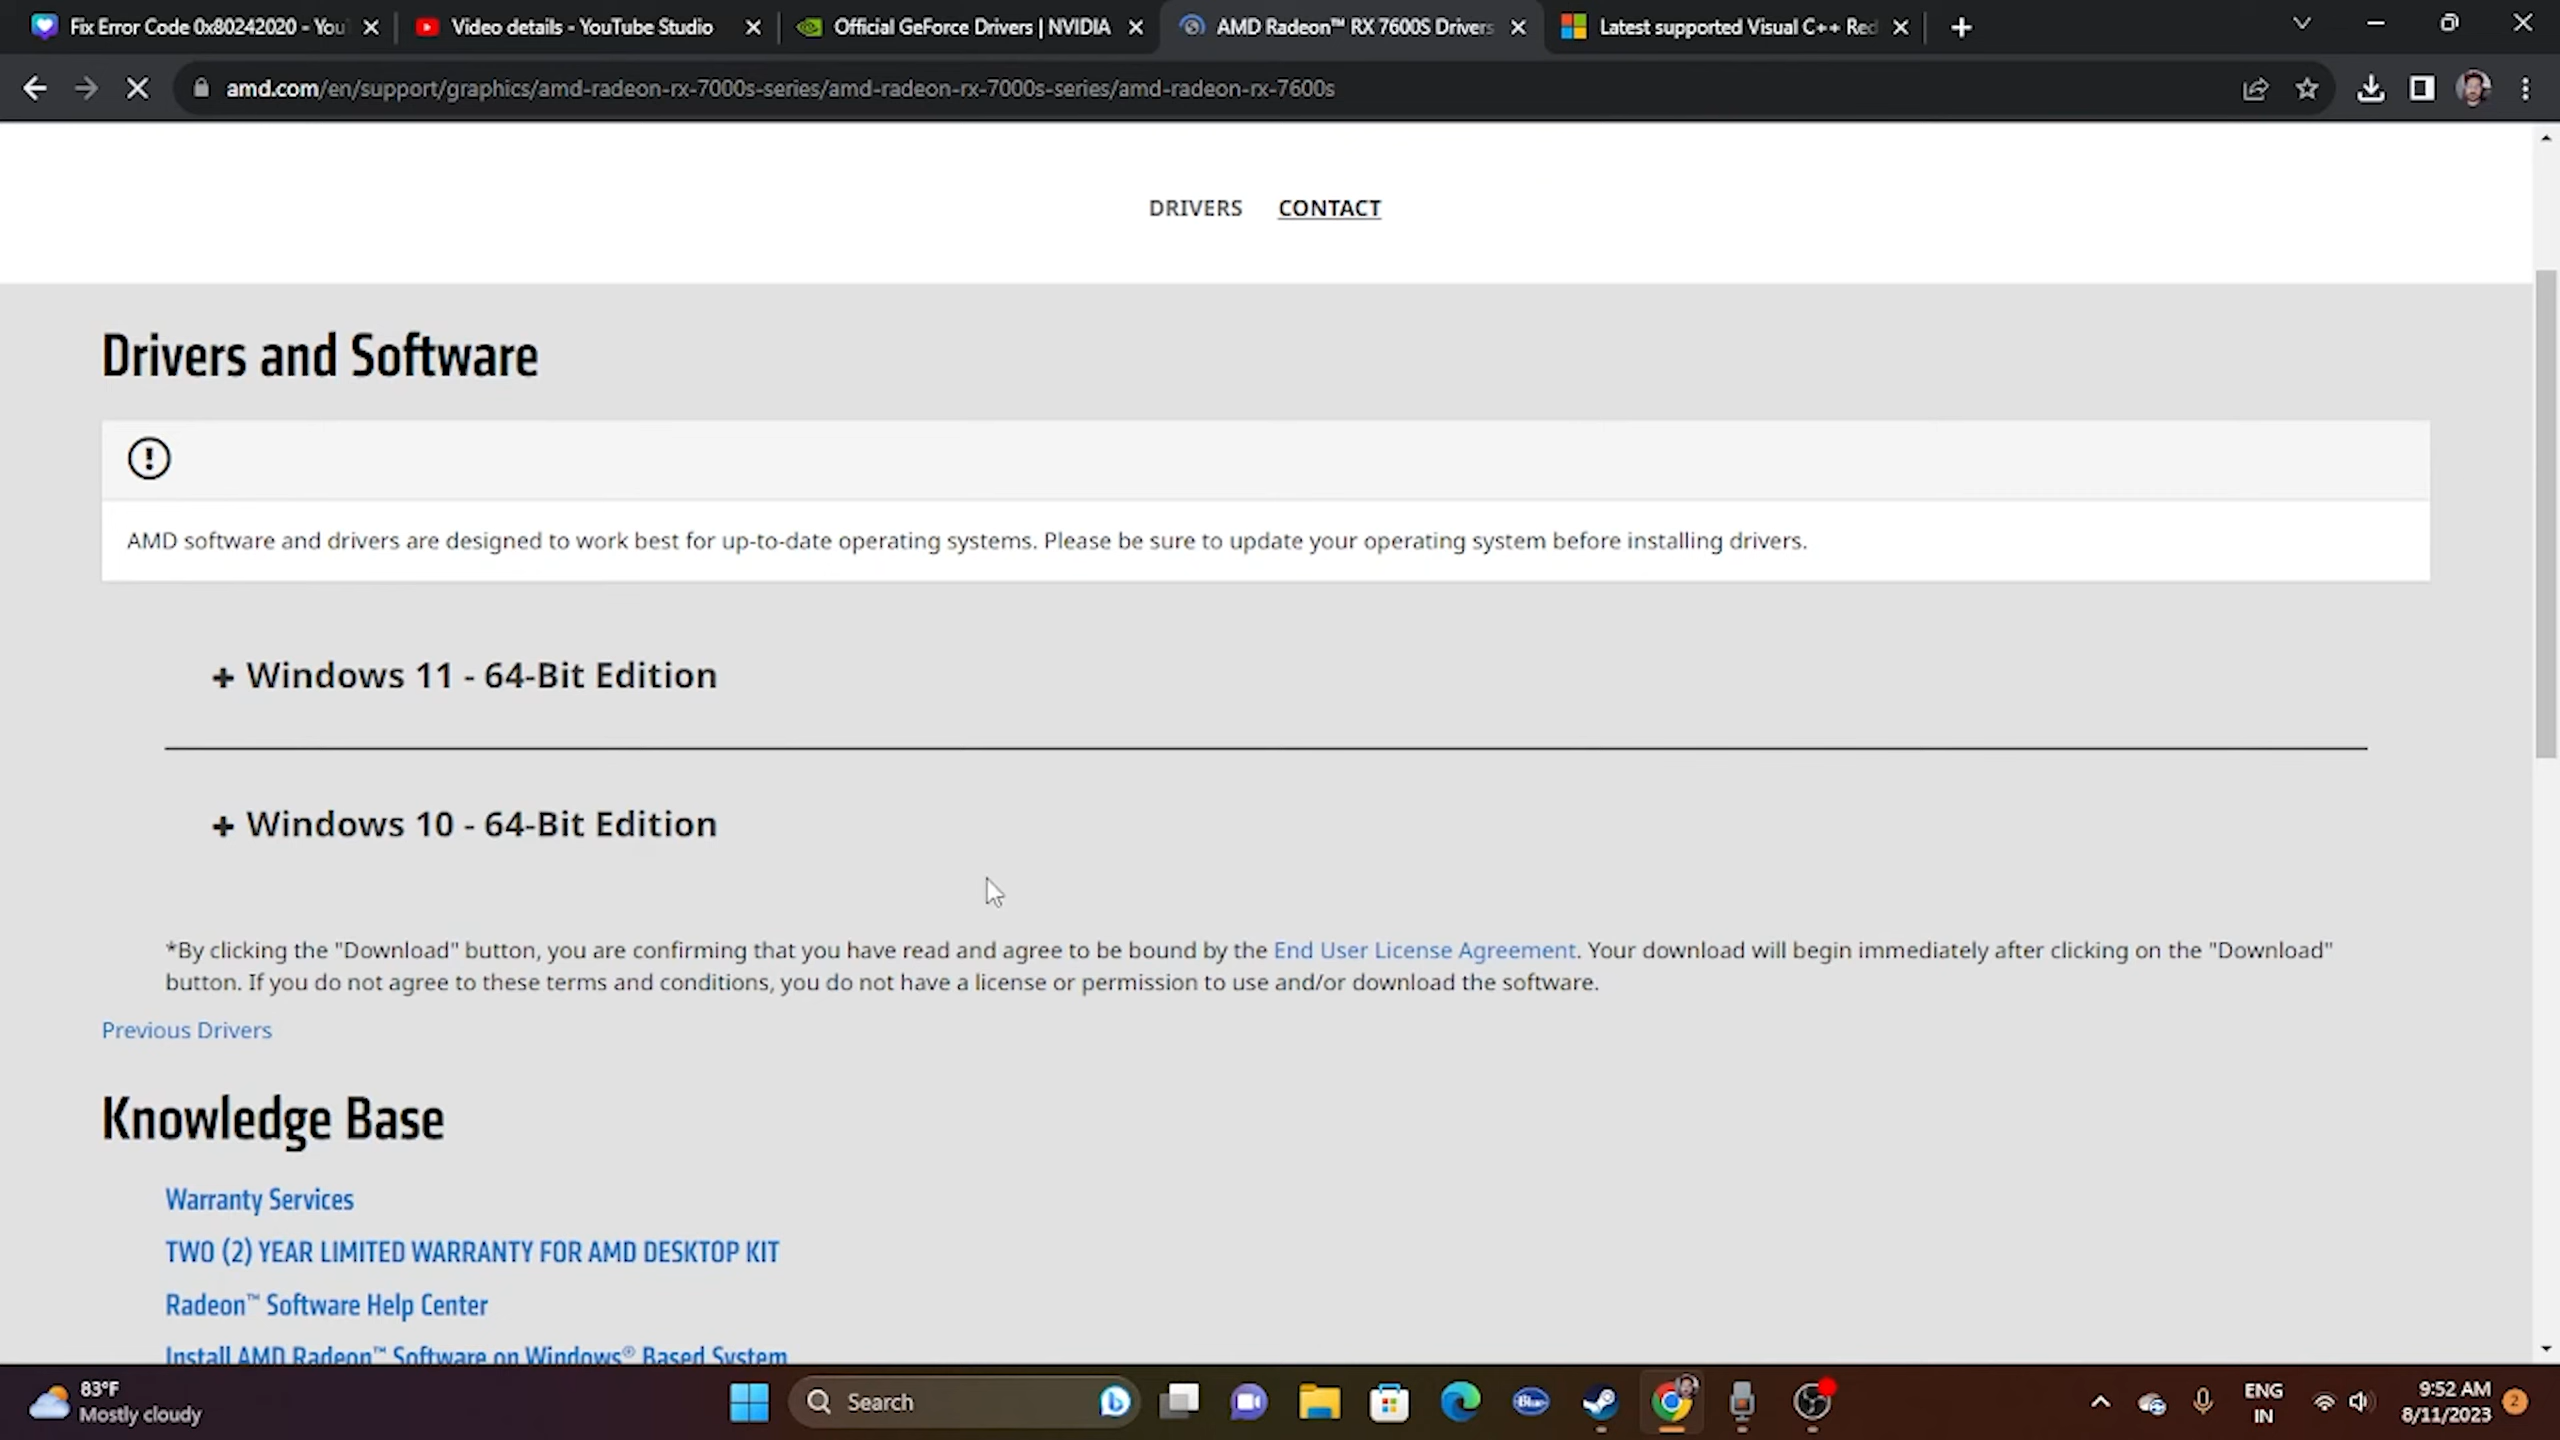 Fix Error Code 0x80242020 - You
Video details - YouTube Studio
Official GeForce Drivers | NVIDIA
AMD Radeon™ RX 7600S Drivers
Latest supported Visual C++ Red
amd.com/en/support/graphics/amd-radeon-rx-7000s-series/amd-radeon-rx-7000s-series/amd-radeon-rx-7600s
DRIVERS CONTACT
Drivers and Software
AMD software and drivers are designed to work best for up-to-date operating systems. Please be sure to update your operating system before installing drivers.
+ Windows 11 - 64-Bit Edition
+ Windows 10 - 64-Bit Edition
*By clicking the "Download" button, you are confirming that you have read and agree to be bound by the End User License Agreement. Your download will begin immediately after clicking on the "Download"
button. If you do not agree to these terms and conditions, you do not have a license or permission to use and/or download the software.
Previous Drivers
Knowledge Base
Warranty Services
TWO (2) YEAR LIMITED WARRANTY FOR AMD DESKTOP KIT
Radeon™ Software Help Center
Install AMD Radeon™ Software on Windows® Based System
83°F
Mostly cloudy
Search
Blue
ENG
IN
9:52 AM
8/11/2023
2